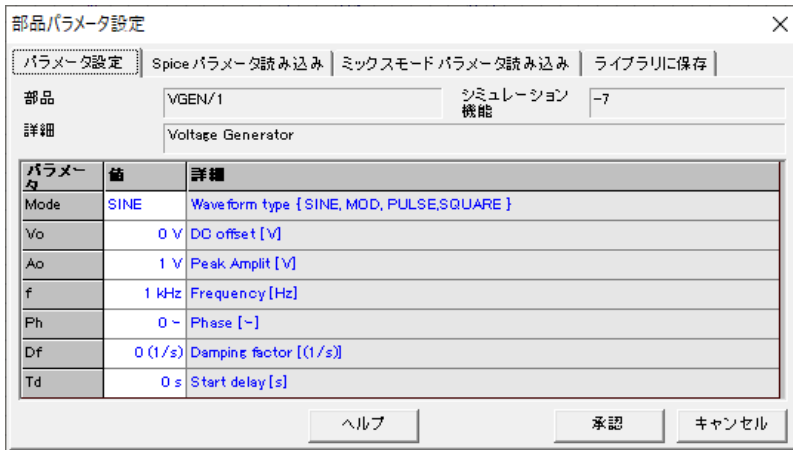 部品パラメータ設定
パラメータ設定 Spice パラメータ読み込み ミックスモード パラメータ読み込み ライブラリに保存
部品 VGEN/1 シミュレーション機能 -7
詳細 Voltage Generator
パラメータ 値 詳細
Mode SINE Waveform type { SINE, MOD, PULSE,SQUARE }
Vo 0 V DC offset [V]
Ao 1 V Peak Amplit [V]
f 1 kHz Frequency [Hz]
Ph 0 ~ Phase [~]
Df 0 (1/s) Damping factor [(1/s)]
Td 0 s Start delay [s]
ヘルプ 承認 キャンセル